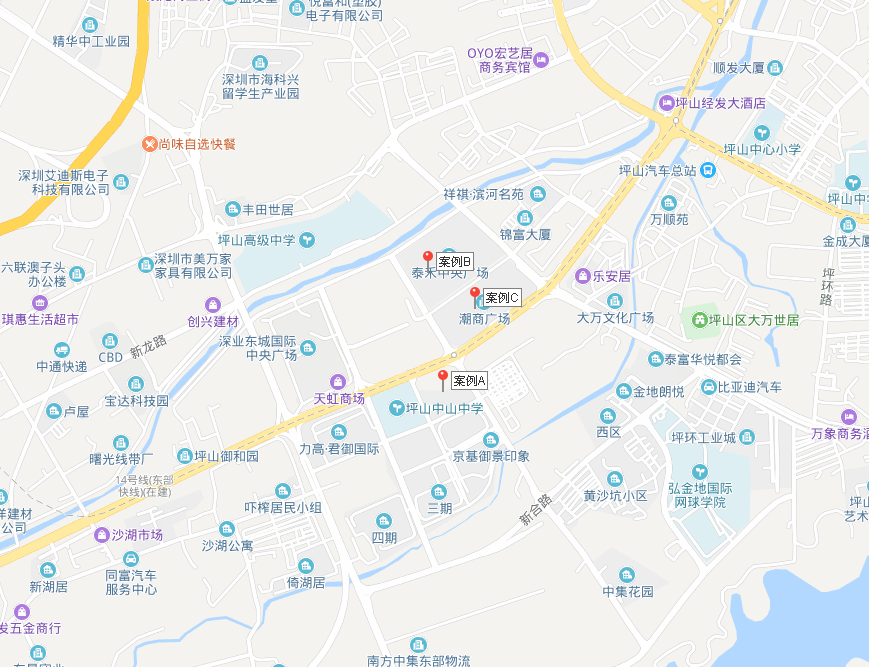 悦富和(塑胶)
电子有限公司
精华中工业园
OYO宏艺居
商务宾馆
顺发大厦
深圳市海科兴
留学生产业园
坪山经发大酒店
尚味自选快餐
坪山中心小学
坪山汽车总站
深圳艾迪斯电子
科技有限公司
祥祺·滨河名苑
坪山中学
丰田世居
万顺苑
锦富大厦
坪山高级中学
金成大厦
深圳市美万家
家具有限公司
案例B
泰禾中央广场
六联澳子头
办公楼
乐安居
坪环路
案例C
琪惠生活超市
创兴建材
潮商广场
大万文化广场
坪山区大万世居
新龙路
深业东城国际
中央广场
CBD
中通快递
泰富华悦都会
案例A
宝达科技园
天虹商场
金地朗悦
比亚迪汽车
卢屋
坪山中山中学
西区
万象商务酒
坪环工业城
曙光线带厂
坪山御和园
力高·君御国际
京基御景印象
14号线(东部
快线)(在建)
弘金地国际
网球学院
黄沙坑小区
吓榨居民小组
三期
新合路
沙湖市场
沙湖公寓
四期
新湖居
同富汽车
服务中心
倚湖居
中集花园
发五金商行
南方中集东部物流